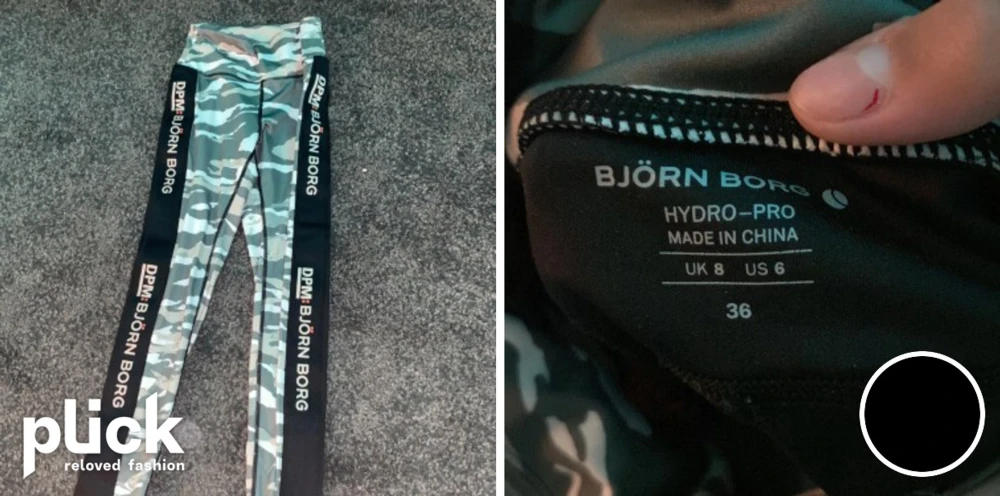 DPM: BJÖRN BORG
DPM: BJÖRN BORG
DPM: BJÖRN BORG
DPM: BJÖRN BORG
plick
reloved fashion
BJÖRN BORG
HYDRO-PRO
MADE IN CHINA
UK 8 US 6
36